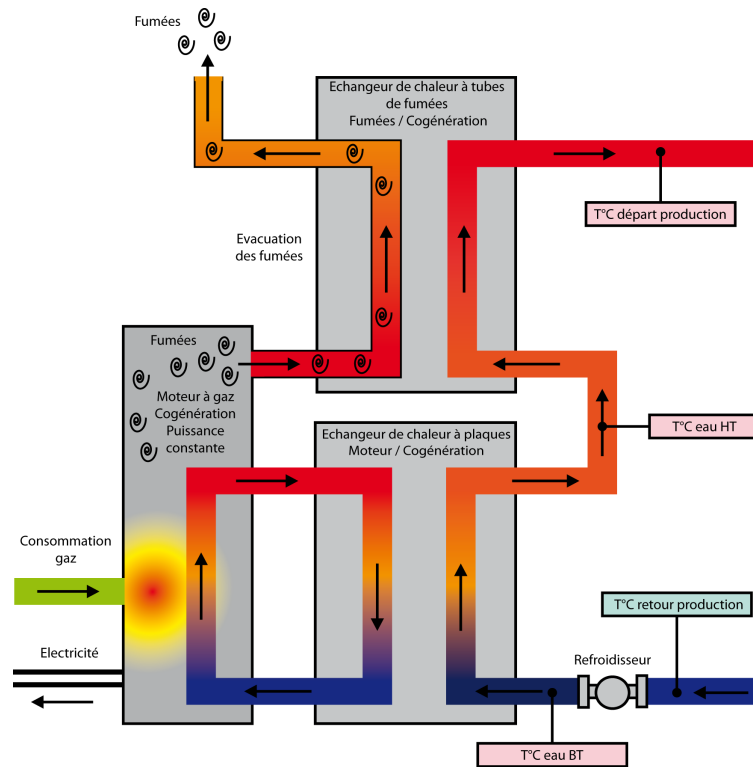 Fumées
Echangeur de chaleur à tubes
de fumées
Fumées / Cogénération
T°C départ production
Evacuation
des fumées
Fumées
Moteur à gaz
Cogénération
Puissance
constante
T°C eau HT
Echangeur de chaleur à plaques
Moteur / Cogénération
Consommation
gaz
T°C retour production
Electricité
Refroidisseur
T°C eau BT